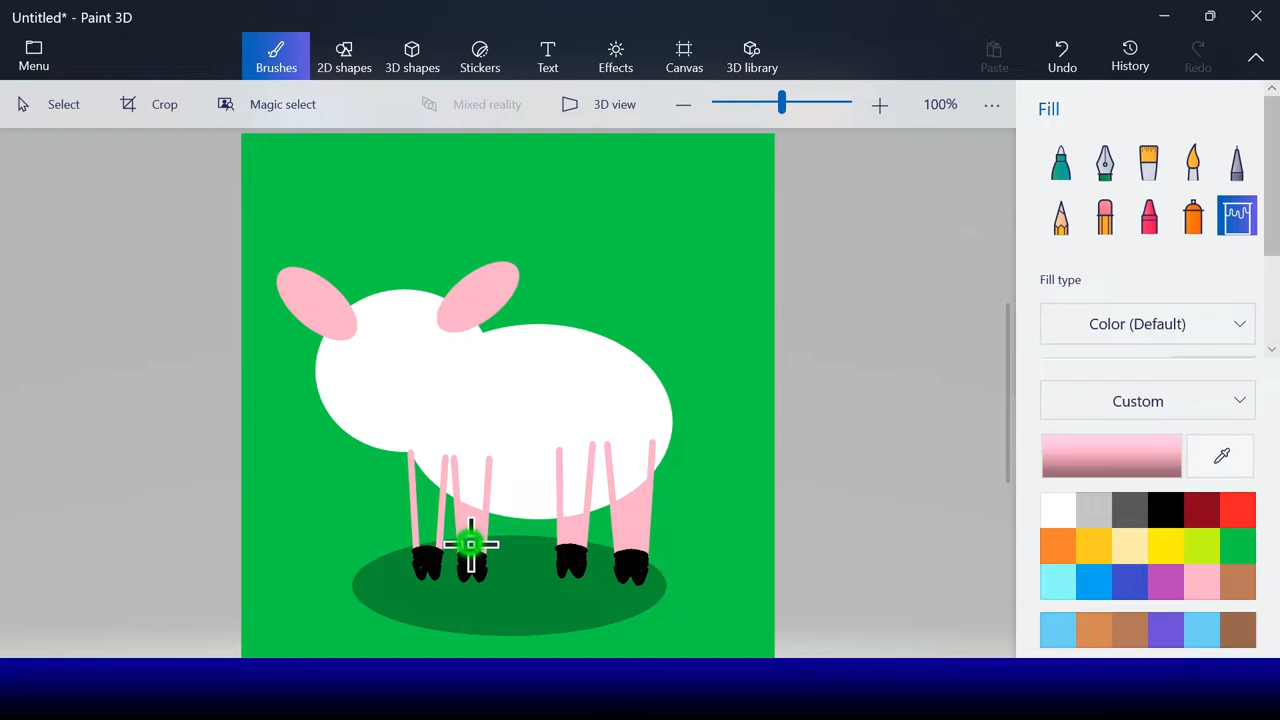 Untitled* - Paint 3D
Menu
Brushes
2D shapes
3D shapes
Stickers
Text
Effects
Canvas
3D library
Paste
Undo
History
Redo
Select
Crop
Magic select
Mixed reality
3D view
100%
Fill
Fill type
Color (Default)
Custom